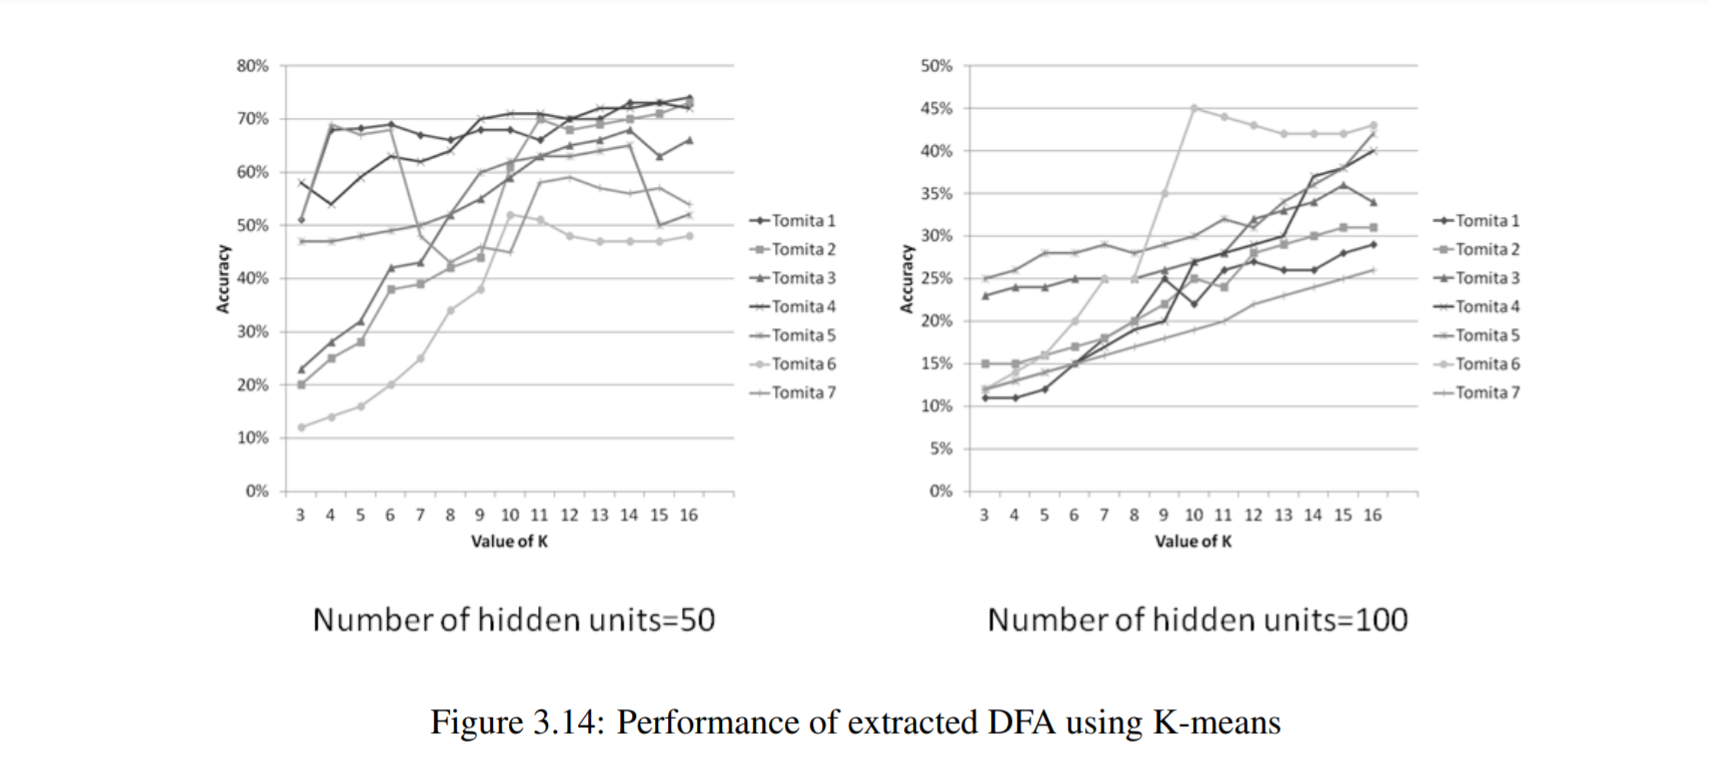 80%
70%
60%
50%
40%
30%
20%
10%
0%
Accuracy
3 4 5 6 7 8 9 10 11 12 13 14 15 16
Value of K
Tomita 1
Tomita 2
Tomita 3
Tomita 4
Tomita 5
Tomita 6
Tomita 7
Number of hidden units=50
50%
45%
40%
35%
30%
25%
20%
15%
10%
5%
0%
Accuracy
3 4 5 6 7 8 9 10 11 12 13 14 15 16
Value of K
Tomita 1
Tomita 2
Tomita 3
Tomita 4
Tomita 5
Tomita 6
Tomita 7
Number of hidden units=100
Figure 3.14: Performance of extracted DFA using K-means